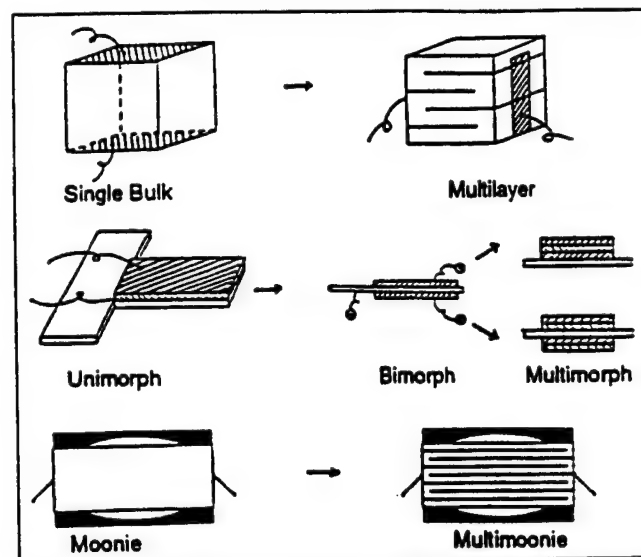 Single Bulk
Multilayer
Unimorph
Bimorph
Multimorph
Moonie
Multimoonie